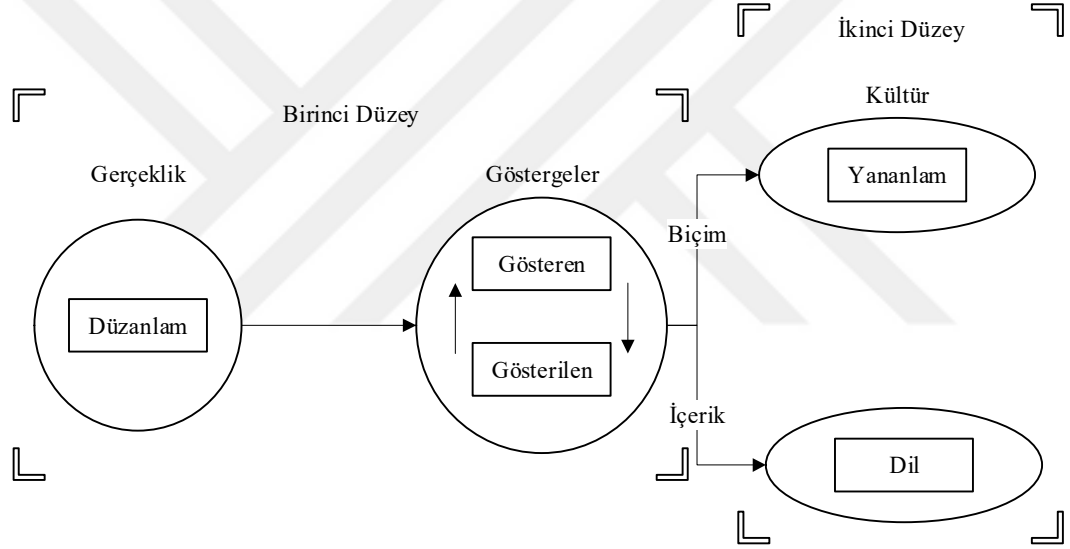 İkinci Düzey
Birinci Düzey
Kültür
Gerçeklik
Göstergeler
Yananlam
Biçim
Gösteren
Düzanlam
Gösterilen
İçerik
Dil